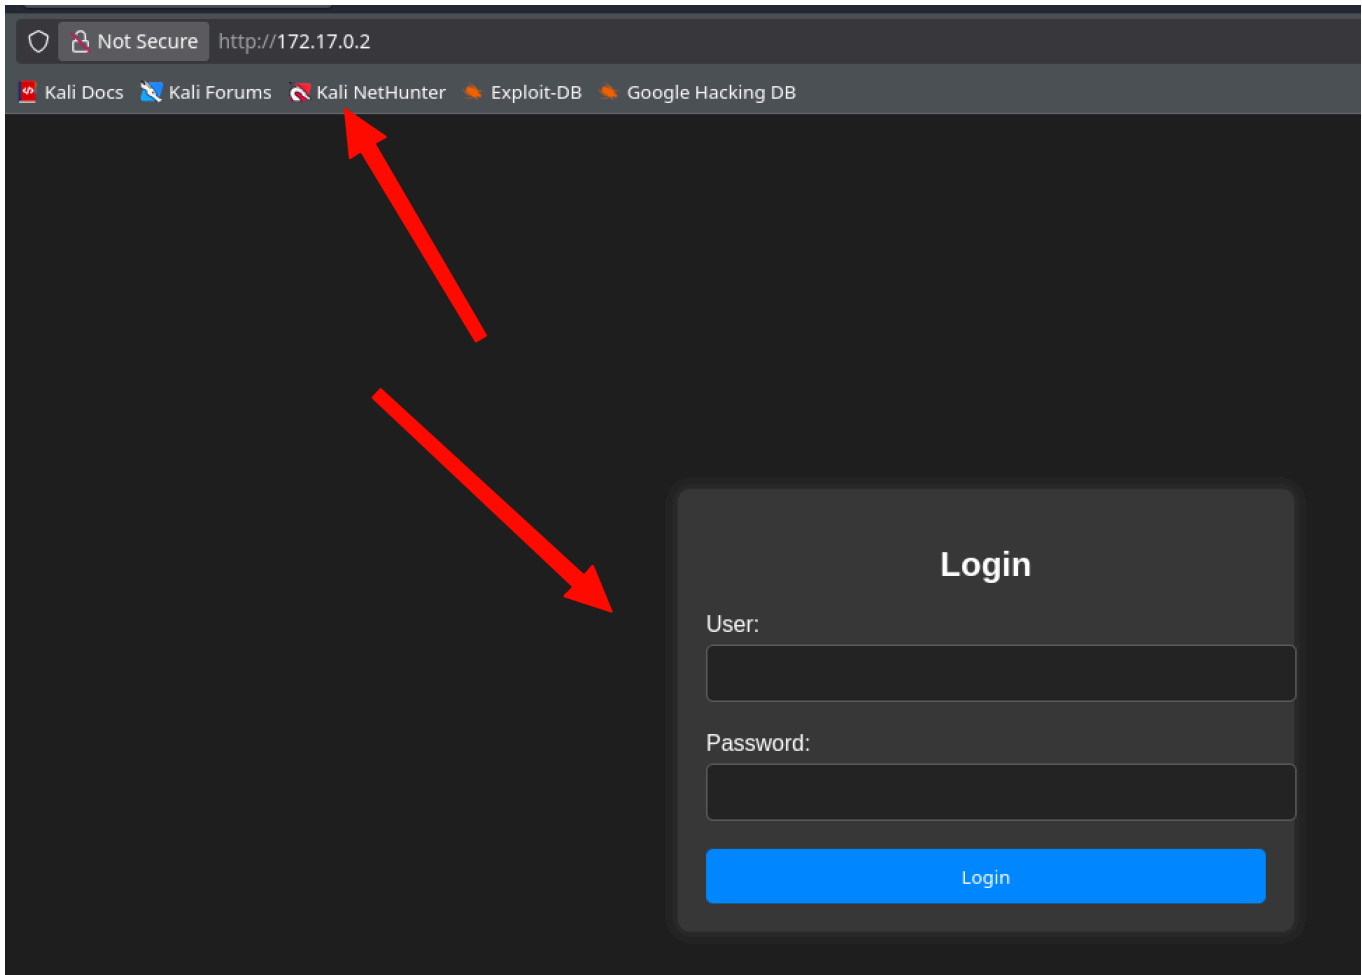 Not Secure http://172.17.0.2
Kali Docs Kali Forums Kali NetHunter Exploit-DB Google Hacking DB
Login
User:
Password:
Login